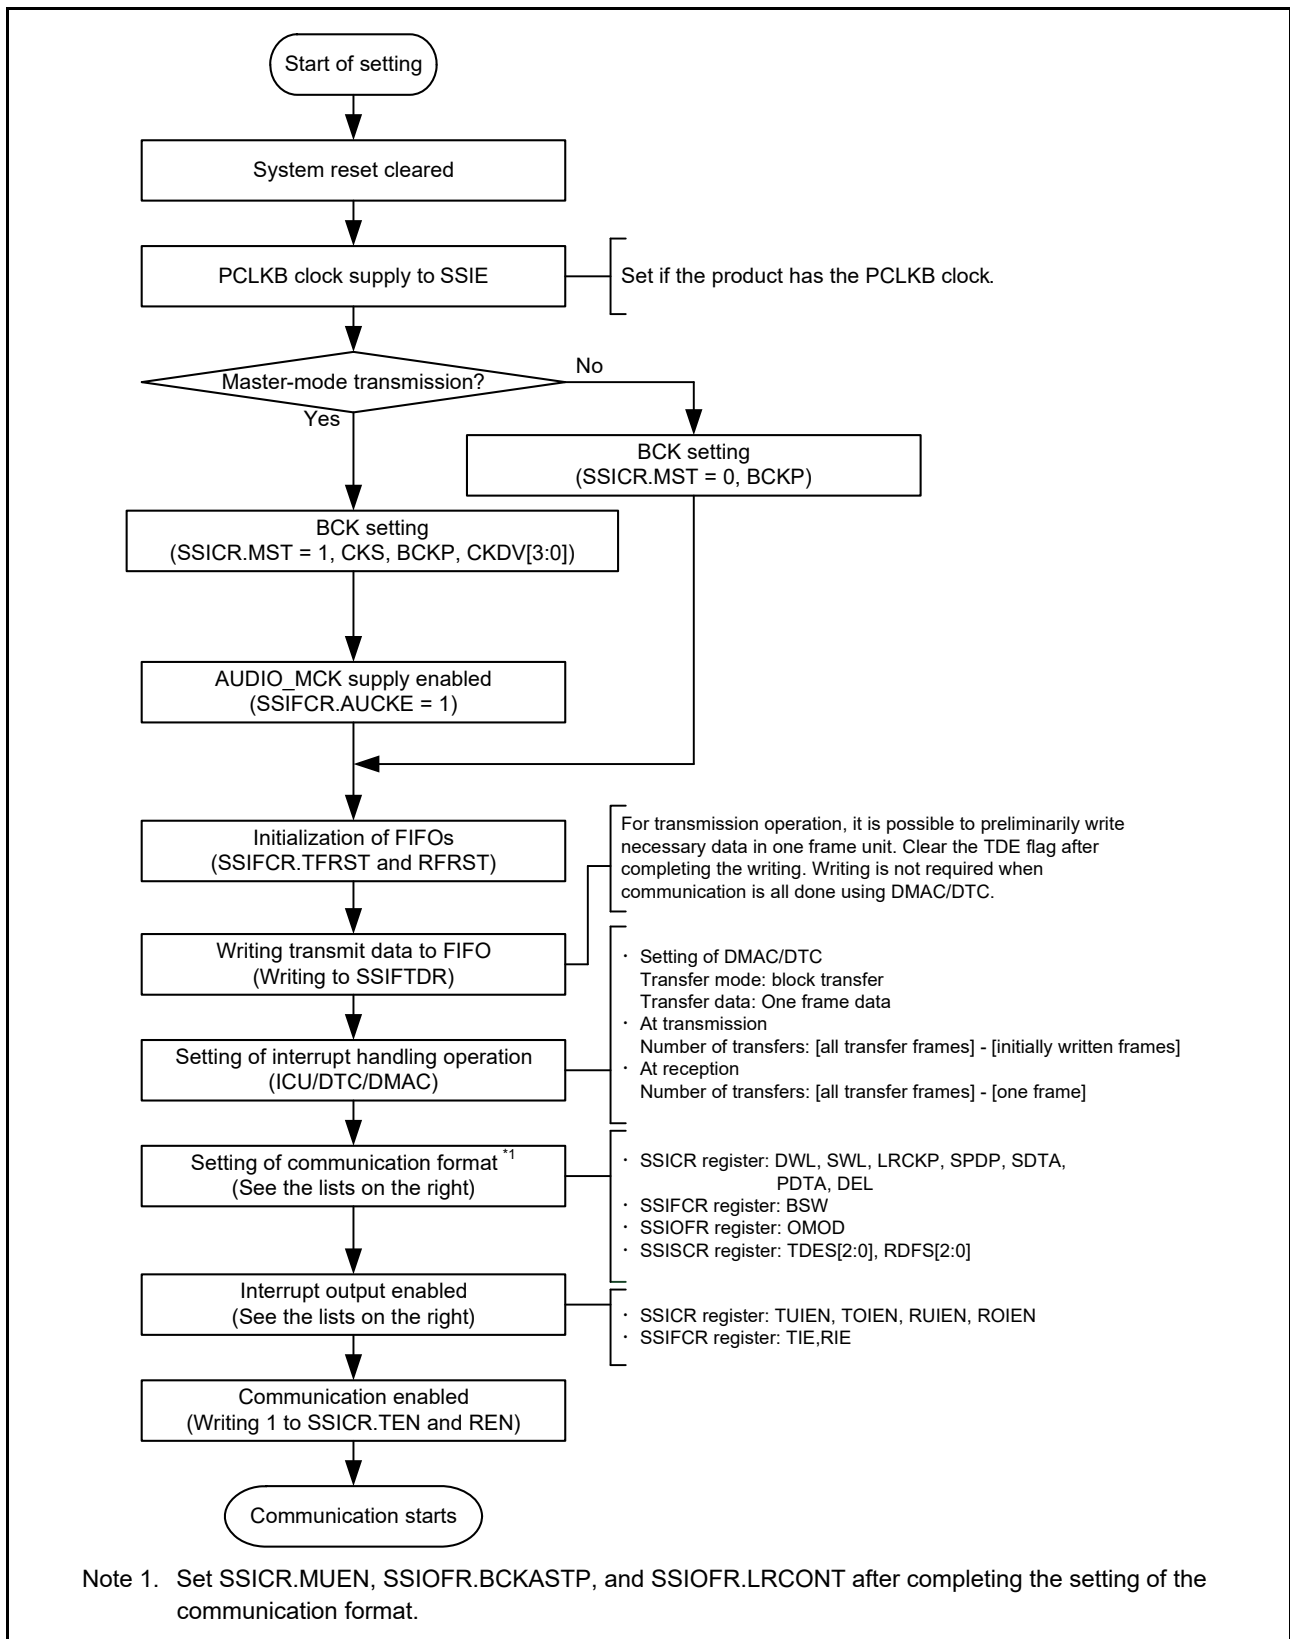 Start of setting
System reset cleared
PCLKB clock supply to SSIE
Set if the product has the PCLKB clock.
Master-mode transmission?
No
Yes
BCK setting
(SSICR.MST = 0, BCKP)
BCK setting
(SSICR.MST = 1, CKS, BCKP, CKDV[3:0])
AUDIO_MCK supply enabled
(SSIFCR.AUCKE = 1)
Initialization of FIFOs
(SSIFCR.TFRST and RFRST)
For transmission operation, it is possible to preliminarily write
necessary data in one frame unit. Clear the TDE flag after
completing the writing. Writing is not required when
communication is all done using DMAC/DTC.
Writing transmit data to FIFO
(Writing to SSIFTDR)
· Setting of DMAC/DTC
Transfer mode: block transfer
Transfer data: One frame data
· At transmission
Number of transfers: [all transfer frames] - [initially written frames]
· At reception
Number of transfers: [all transfer frames] - [one frame]
Setting of interrupt handling operation
(ICU/DTC/DMAC)
Setting of communication format *1
(See the lists on the right)
· SSICR register: DWL, SWL, LRCKP, SPDP, SDTA,
PDTA, DEL
· SSIFCR register: BSW
· SSIOFR register: OMOD
· SSISCR register: TDES[2:0], RDFS[2:0]
Interrupt output enabled
(See the lists on the right)
· SSICR register: TUIEN, TOIEN, RUIEN, ROIEN
· SSIFCR register: TIE,RIE
Communication enabled
(Writing 1 to SSICR.TEN and REN)
Communication starts
Note 1. Set SSICR.MUEN, SSIOFR.BCKASTP, and SSIOFR.LRCONT after completing the setting of the
communication format.